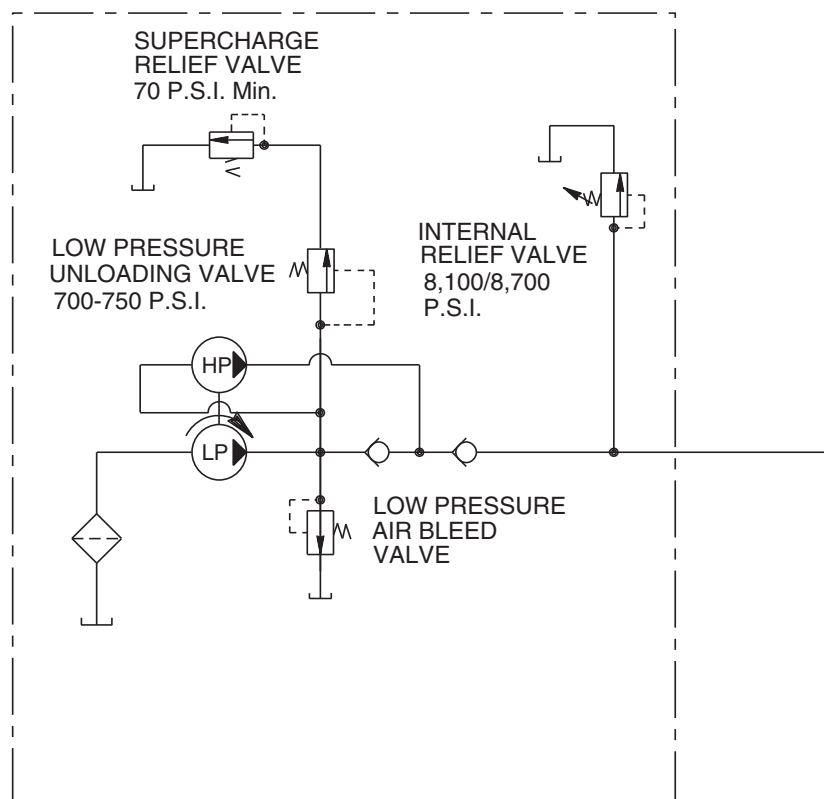 SUPERCHARGE
RELIEF VALVE
70 P.S.I. Min.
LOW PRESSURE
UNLOADING VALVE
700-750 P.S.I.
INTERNAL
RELIEF VALVE
8,100/8,700
P.S.I.
HP
LP
LOW PRESSURE
AIR BLEED
VALVE